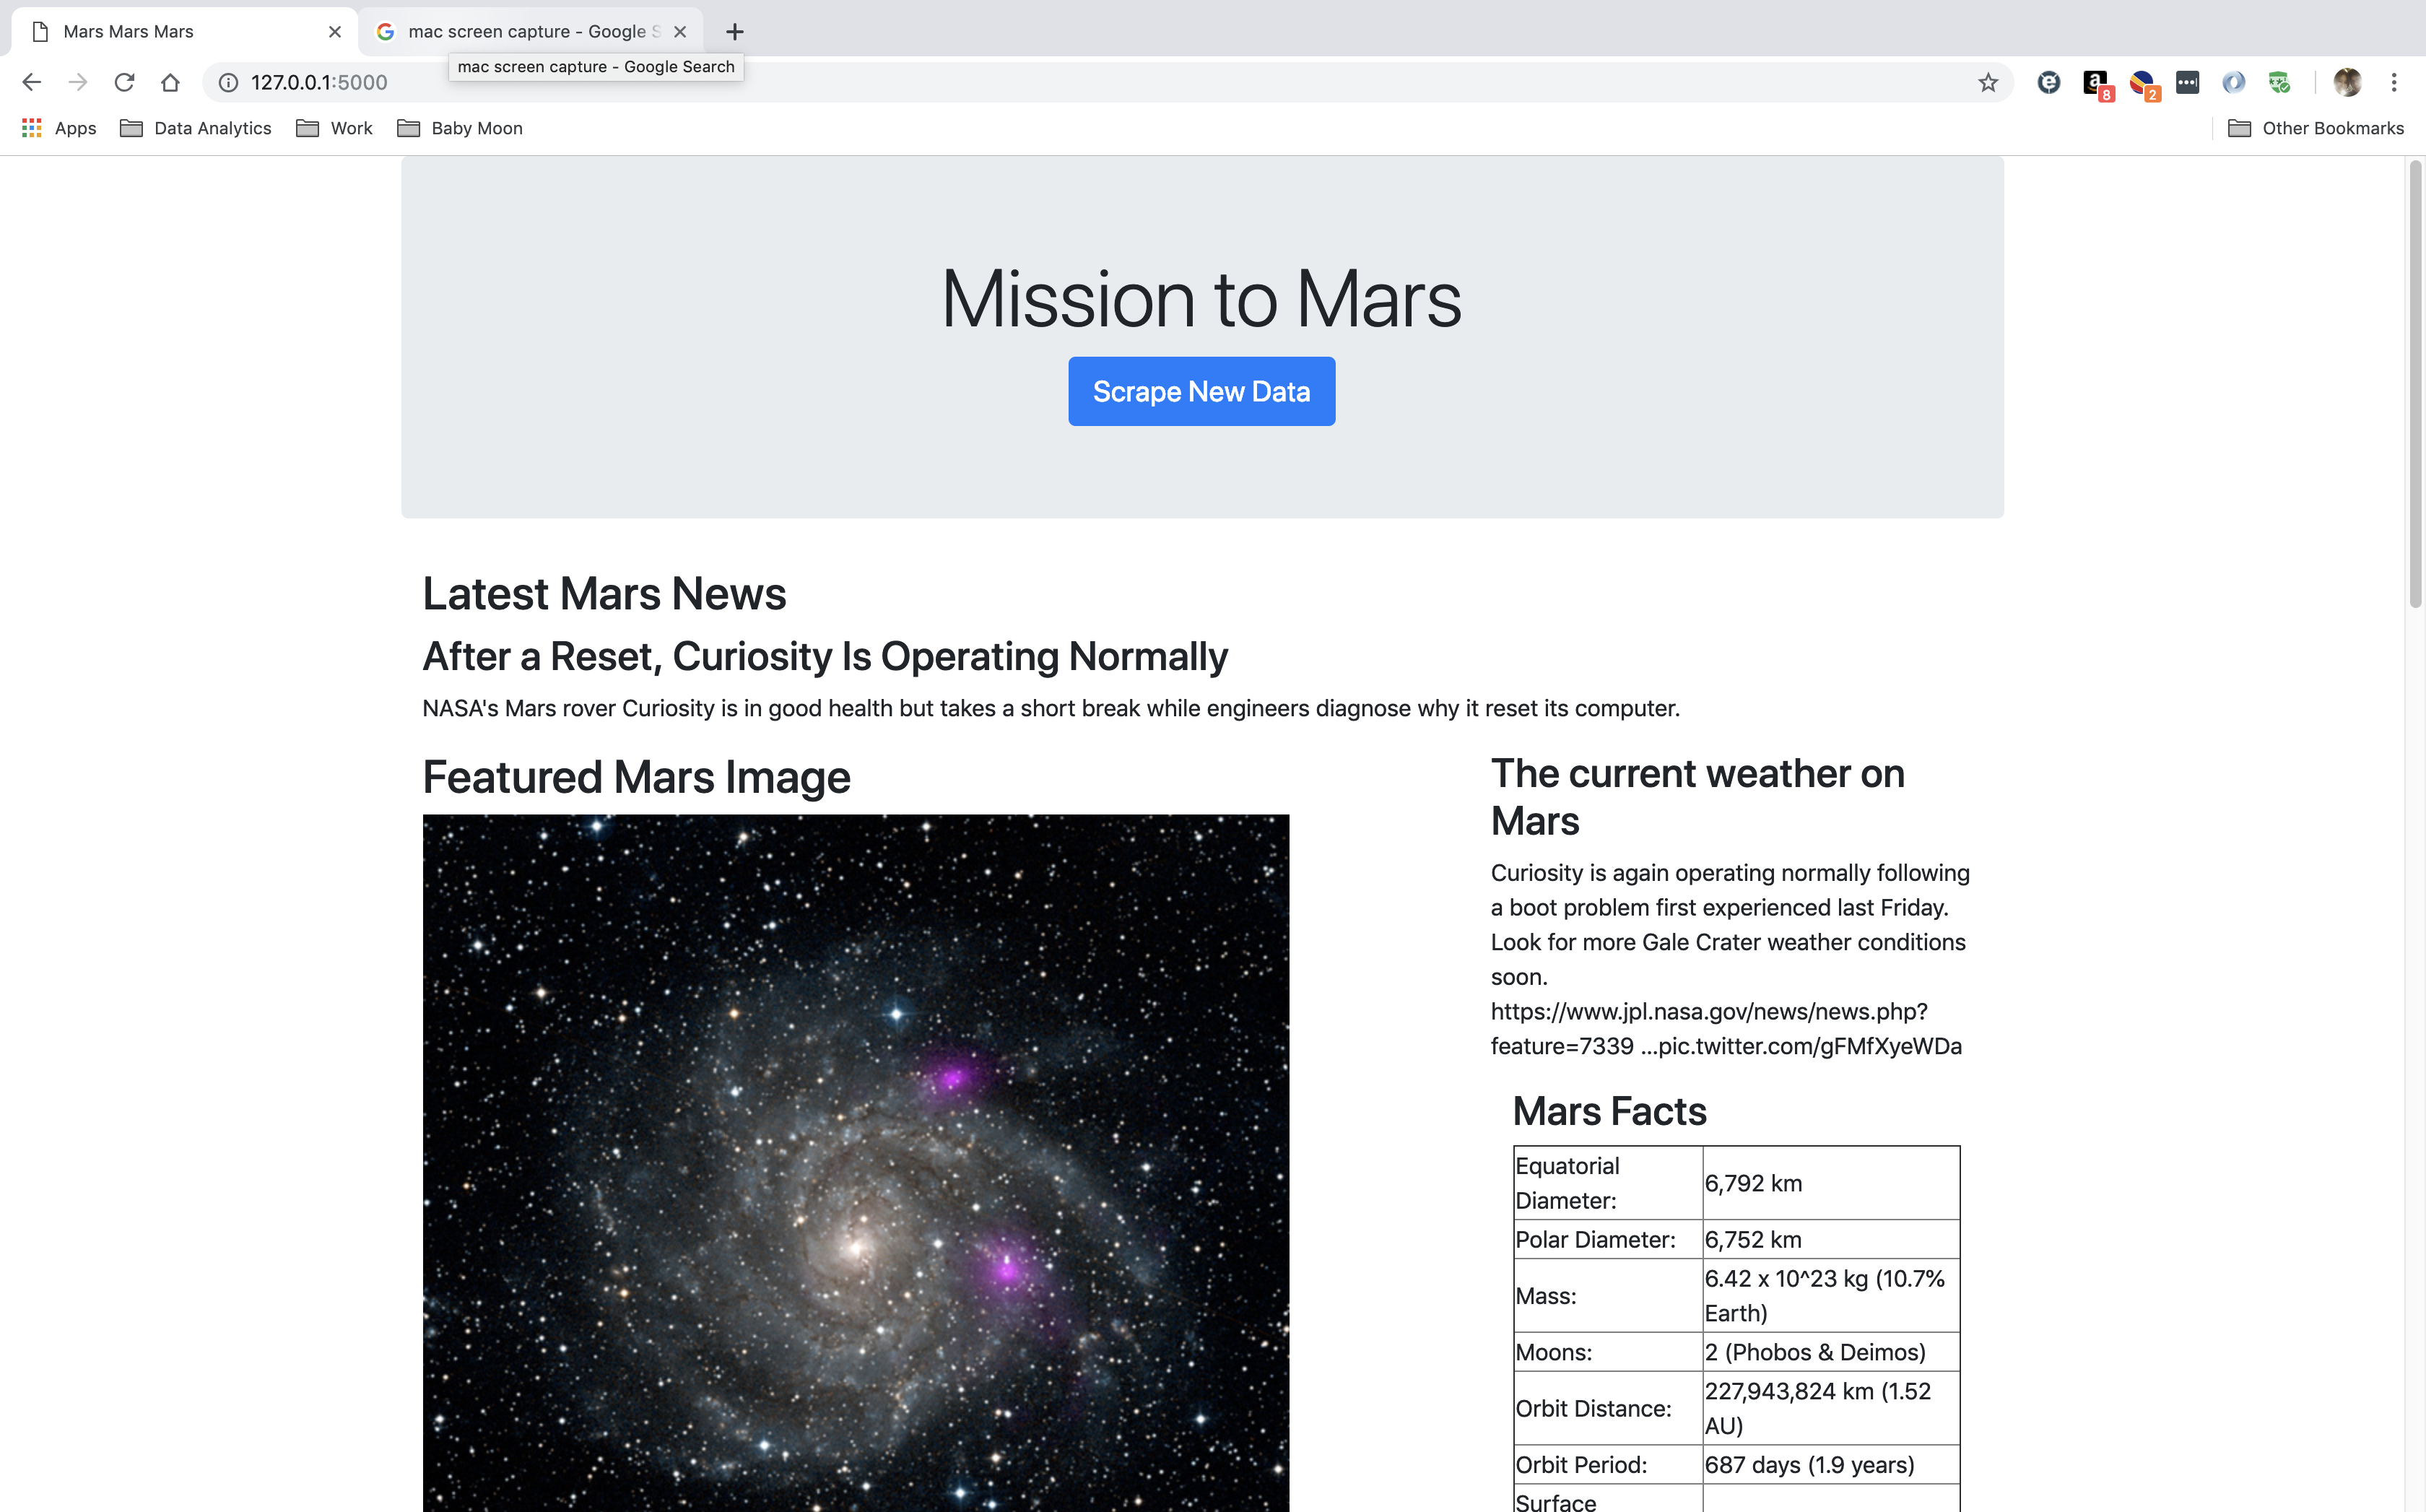 Mars Mars Mars
mac screen capture - Google S
mac screen capture - Google Search
127.0.0.1:5000
a
8
2
Apps
Data Analytics
Work
Baby Moon
Other Bookmarks
Mission to Mars
Scrape New Data
Latest Mars News
After a Reset, Curiosity Is Operating Normally
NASA's Mars rover Curiosity is in good health but takes a short break while engineers diagnose why it reset its computer.
Featured Mars Image
The current weather on
Mars
Curiosity is again operating normally following
a boot problem first experienced last Friday.
Look for more Gale Crater weather conditions
soon.
https://www.jpl.nasa.gov/news/news.php?
feature=7339 ...pic.twitter.com/gFMfXyeWDa
Mars Facts
Equatorial
Diameter:
6,792 km
Polar Diameter:
6,752 km
Mass:
6.42 x 10^23 kg (10.7%
Earth)
Moons:
2 (Phobos & Deimos)
Orbit Distance:
227,943,824 km (1.52
AU)
Orbit Period:
687 days (1.9 years)
Surface